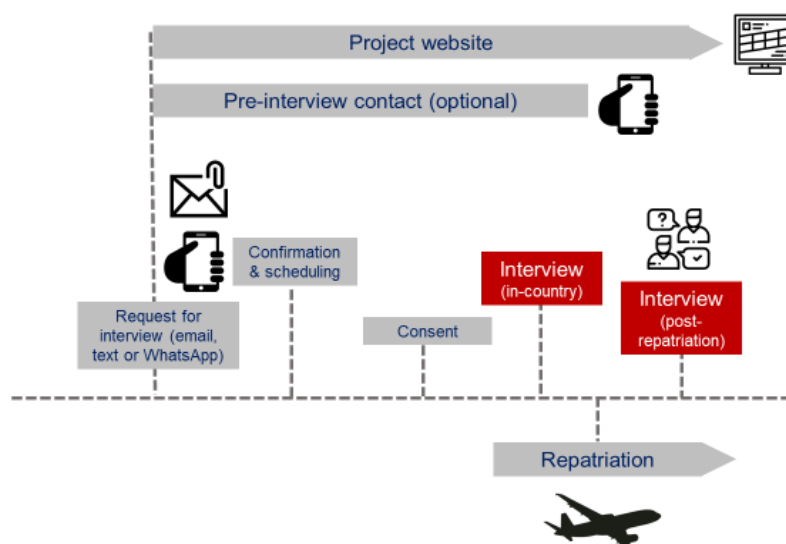 Project website
Pre-interview contact (optional)
Confirmation
& scheduling
Request for
interview (email,
text or WhatsApp)
Consent
Interview
(in-country)
Interview
(post-
repatriation)
Repatriation